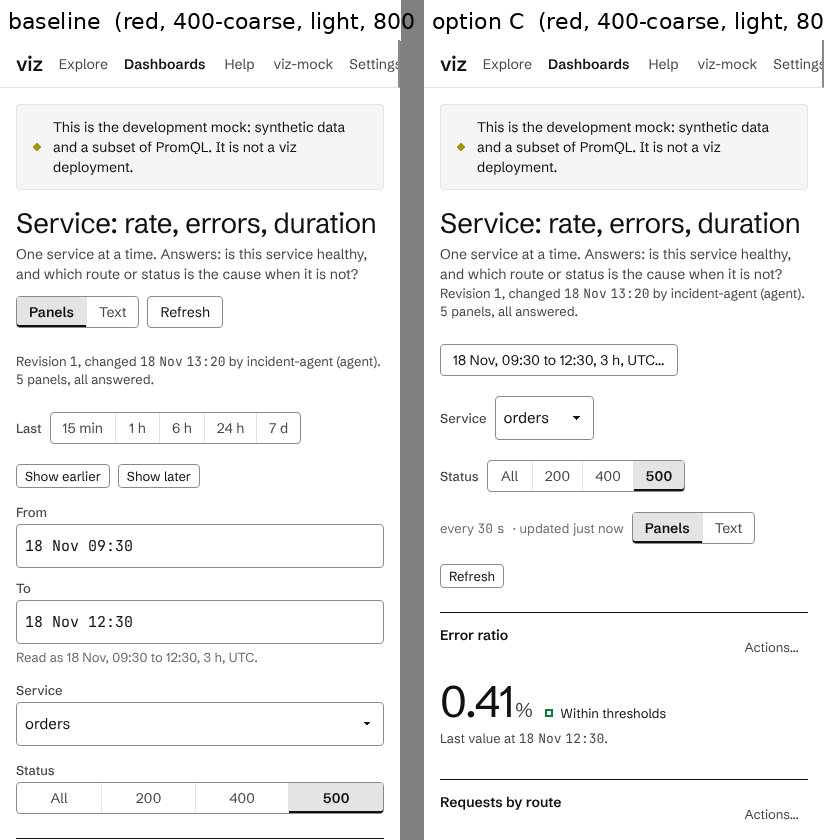 baseline (red, 400-coarse, light, 800
viz Explore Dashboards Help viz-mock Settings
This is the development mock: synthetic data
and a subset of PromQL. It is not a viz
deployment.
Service: rate, errors, duration
One service at a time. Answers: is this service healthy,
and which route or status is the cause when it is not?
Panels Text Refresh
Revision 1, changed 18 Nov 13:20 by incident-agent (agent).
5 panels, all answered.
Last 15 min 1 h 6 h 24 h 7 d
Show earlier Show later
From
18 Nov 09:30
To
18 Nov 12:30
Read as 18 Nov, 09:30 to 12:30, 3 h, UTC.
Service
orders
Status
All 200 400 500
option C (red, 400-coarse, light, 80
viz Explore Dashboards Help viz-mock Settings
This is the development mock: synthetic data
and a subset of PromQL. It is not a viz
deployment.
Service: rate, errors, duration
One service at a time. Answers: is this service healthy,
and which route or status is the cause when it is not?
Revision 1, changed 18 Nov 13:20 by incident-agent (agent).
5 panels, all answered.
18 Nov, 09:30 to 12:30, 3 h, UTC...
Service orders
Status All 200 400 500
every 30 s · updated just now Panels Text
Refresh
Error ratio
Actions...
0.41% Within thresholds
Last value at 18 Nov 12:30.
Requests by route
Actions...